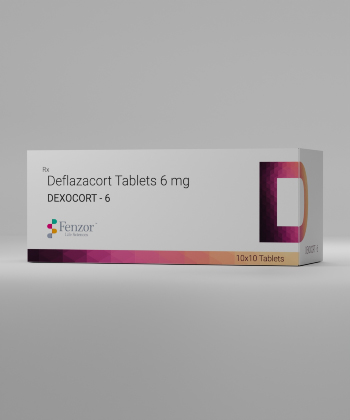 Rx
Deflazacort Tablets 6 mg
DEXOCORT - 6
Fenzor
10x10 Tablets